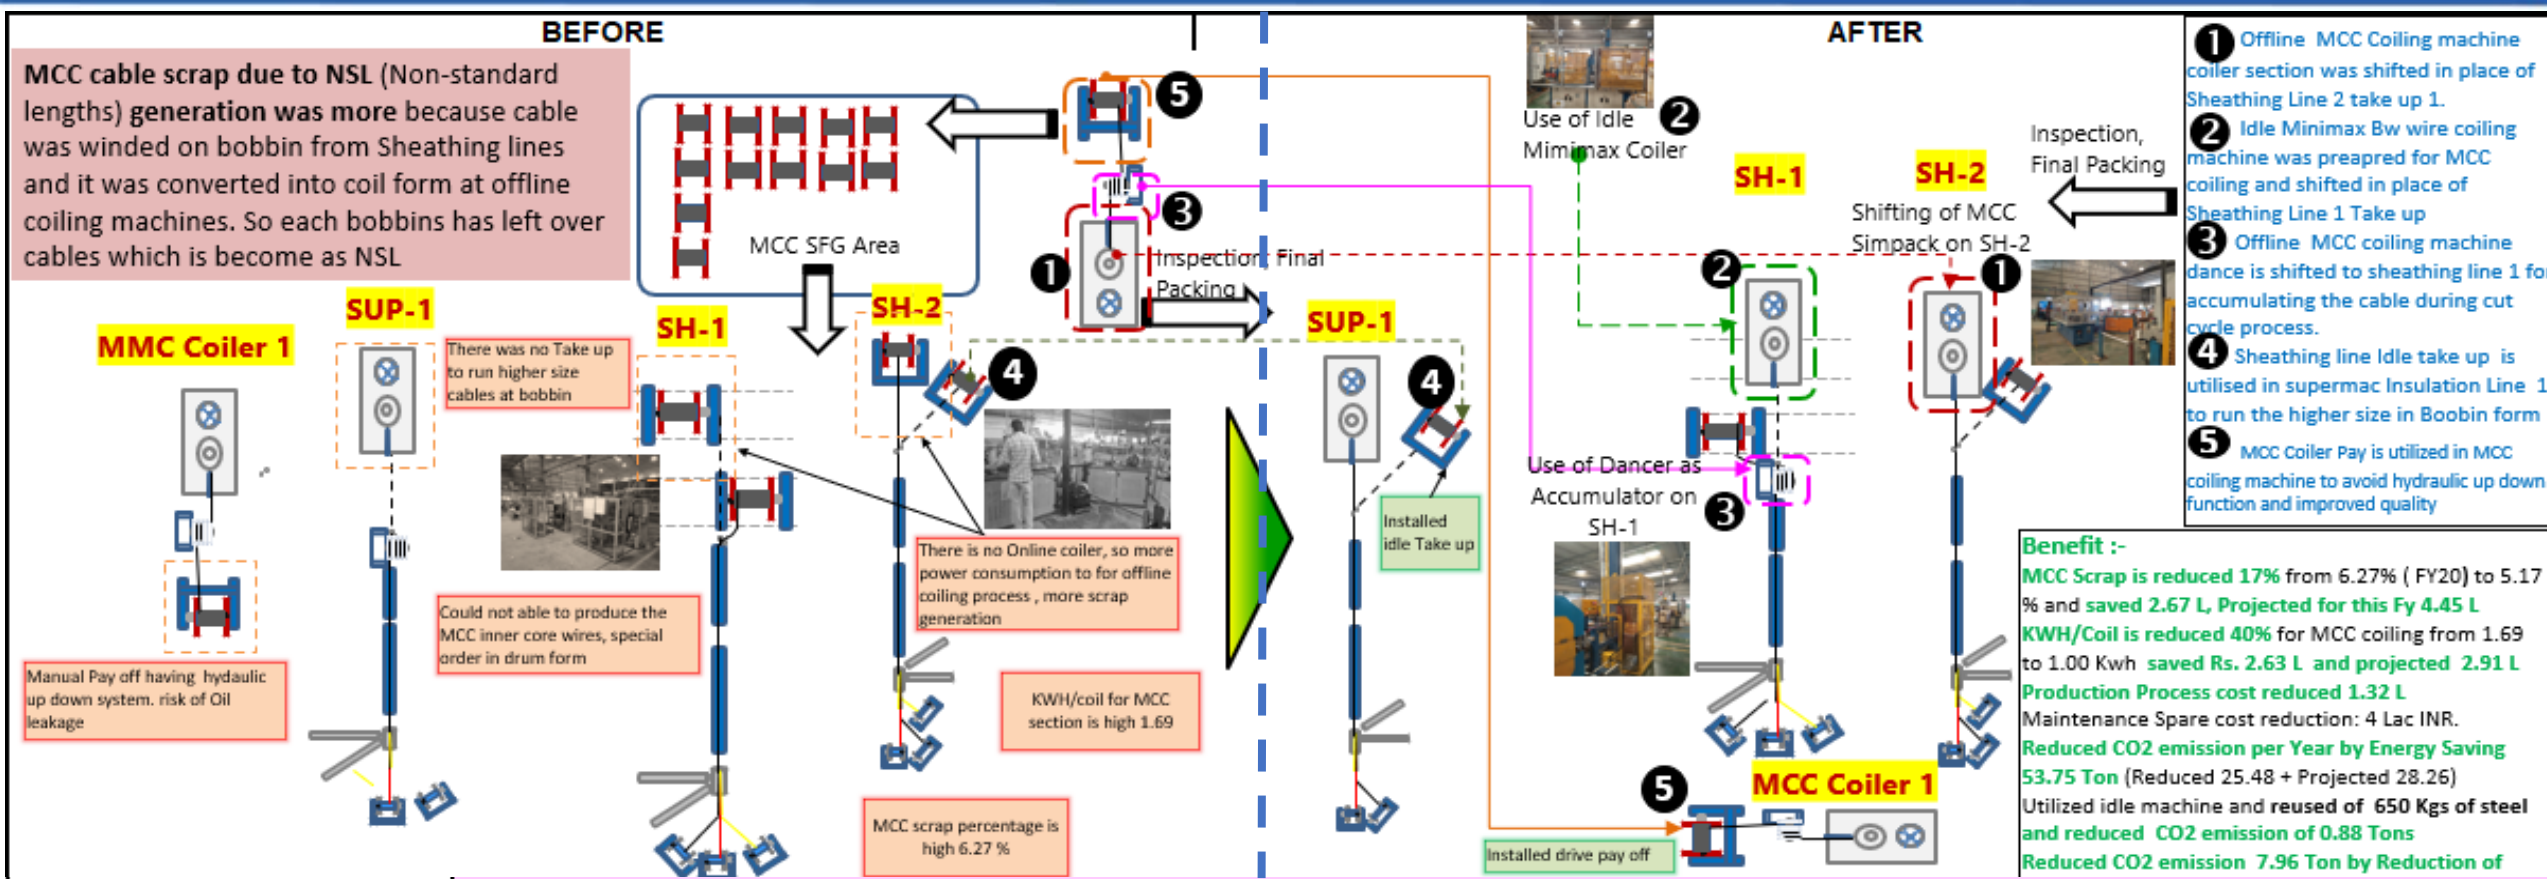 BEFORE
MCC cable scrap due to NSL (Non-standard
lengths) generation was more because cable
was winded on bobbin from Sheathing lines
and it was converted into coil form at offline
coiling machines. So each bobbins has left over
cables which is become as NSL
5
3
1
MCC SFG Area
Inspection, Final
Packing
MMC Coiler 1
SUP-1
SH-1
SH-2
4
There was no Take up
to run higher size
cables at bobbin
There is no Online coiler, so more
power consumption to for offline
coiling process , more scrap
generation
Could not able to produce the
MCC inner core wires, special
order in drum form
Manual Pay off having hydaulic
up down system. risk of Oil
leakage
KWH/coil for MCC
section is high 1.69
MCC scrap percentage is
high 6.27 %
AFTER
Use of Idle
Mimimax Coiler
2
SH-1
SH-2
Inspection,
Final Packing
Shifting of MCC
Simpack on SH-2
2
1
SUP-1
4
Installed
idle Take up
Use of Dancer as
Accumulator on
SH-1
3
5
MCC Coiler 1
Installed drive pay off
1 Offline MCC Coiling machine
coiler section was shifted in place of
Sheathing Line 2 take up 1.
2 Idle Minimax Bw wire coiling
machine was preapred for MCC
coiling and shifted in place of
Sheathing Line 1 Take up
3 Offline MCC coiling machine
dance is shifted to sheathing line 1 for
accumulating the cable during cut
cycle process.
4 Sheathing line Idle take up is
utilised in supermac Insulation Line 1
to run the higher size in Boobin form
5 MCC Coiler Pay is utilized in MCC
coiling machine to avoid hydraulic up down
function and improved quality
Benefit :-
MCC Scrap is reduced 17% from 6.27% ( FY20) to 5.17
% and saved 2.67 L, Projected for this Fy 4.45 L
KWH/Coil is reduced 40% for MCC coiling from 1.69
to 1.00 Kwh saved Rs. 2.63 L and projected 2.91 L
Production Process cost reduced 1.32 L
Maintenance Spare cost reduction: 4 Lac INR.
Reduced CO2 emission per Year by Energy Saving
53.75 Ton (Reduced 25.48 + Projected 28.26)
Utilized idle machine and reused of 650 Kgs of steel
and reduced CO2 emission of 0.88 Tons
Reduced CO2 emission 7.96 Ton by Reduction of